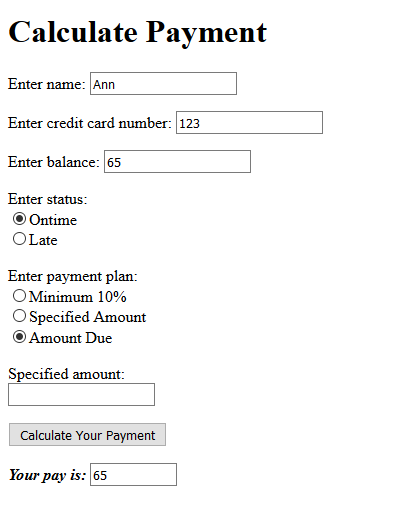 Calculate Payment
Enter name: Ann
Enter credit card number: 123
Enter balance: 65
Enter status:
Ontime
Late
Enter payment plan:
Minimum 10%
Specified Amount
Amount Due
Specified amount:
Calculate Your Payment
Your pay is: 65